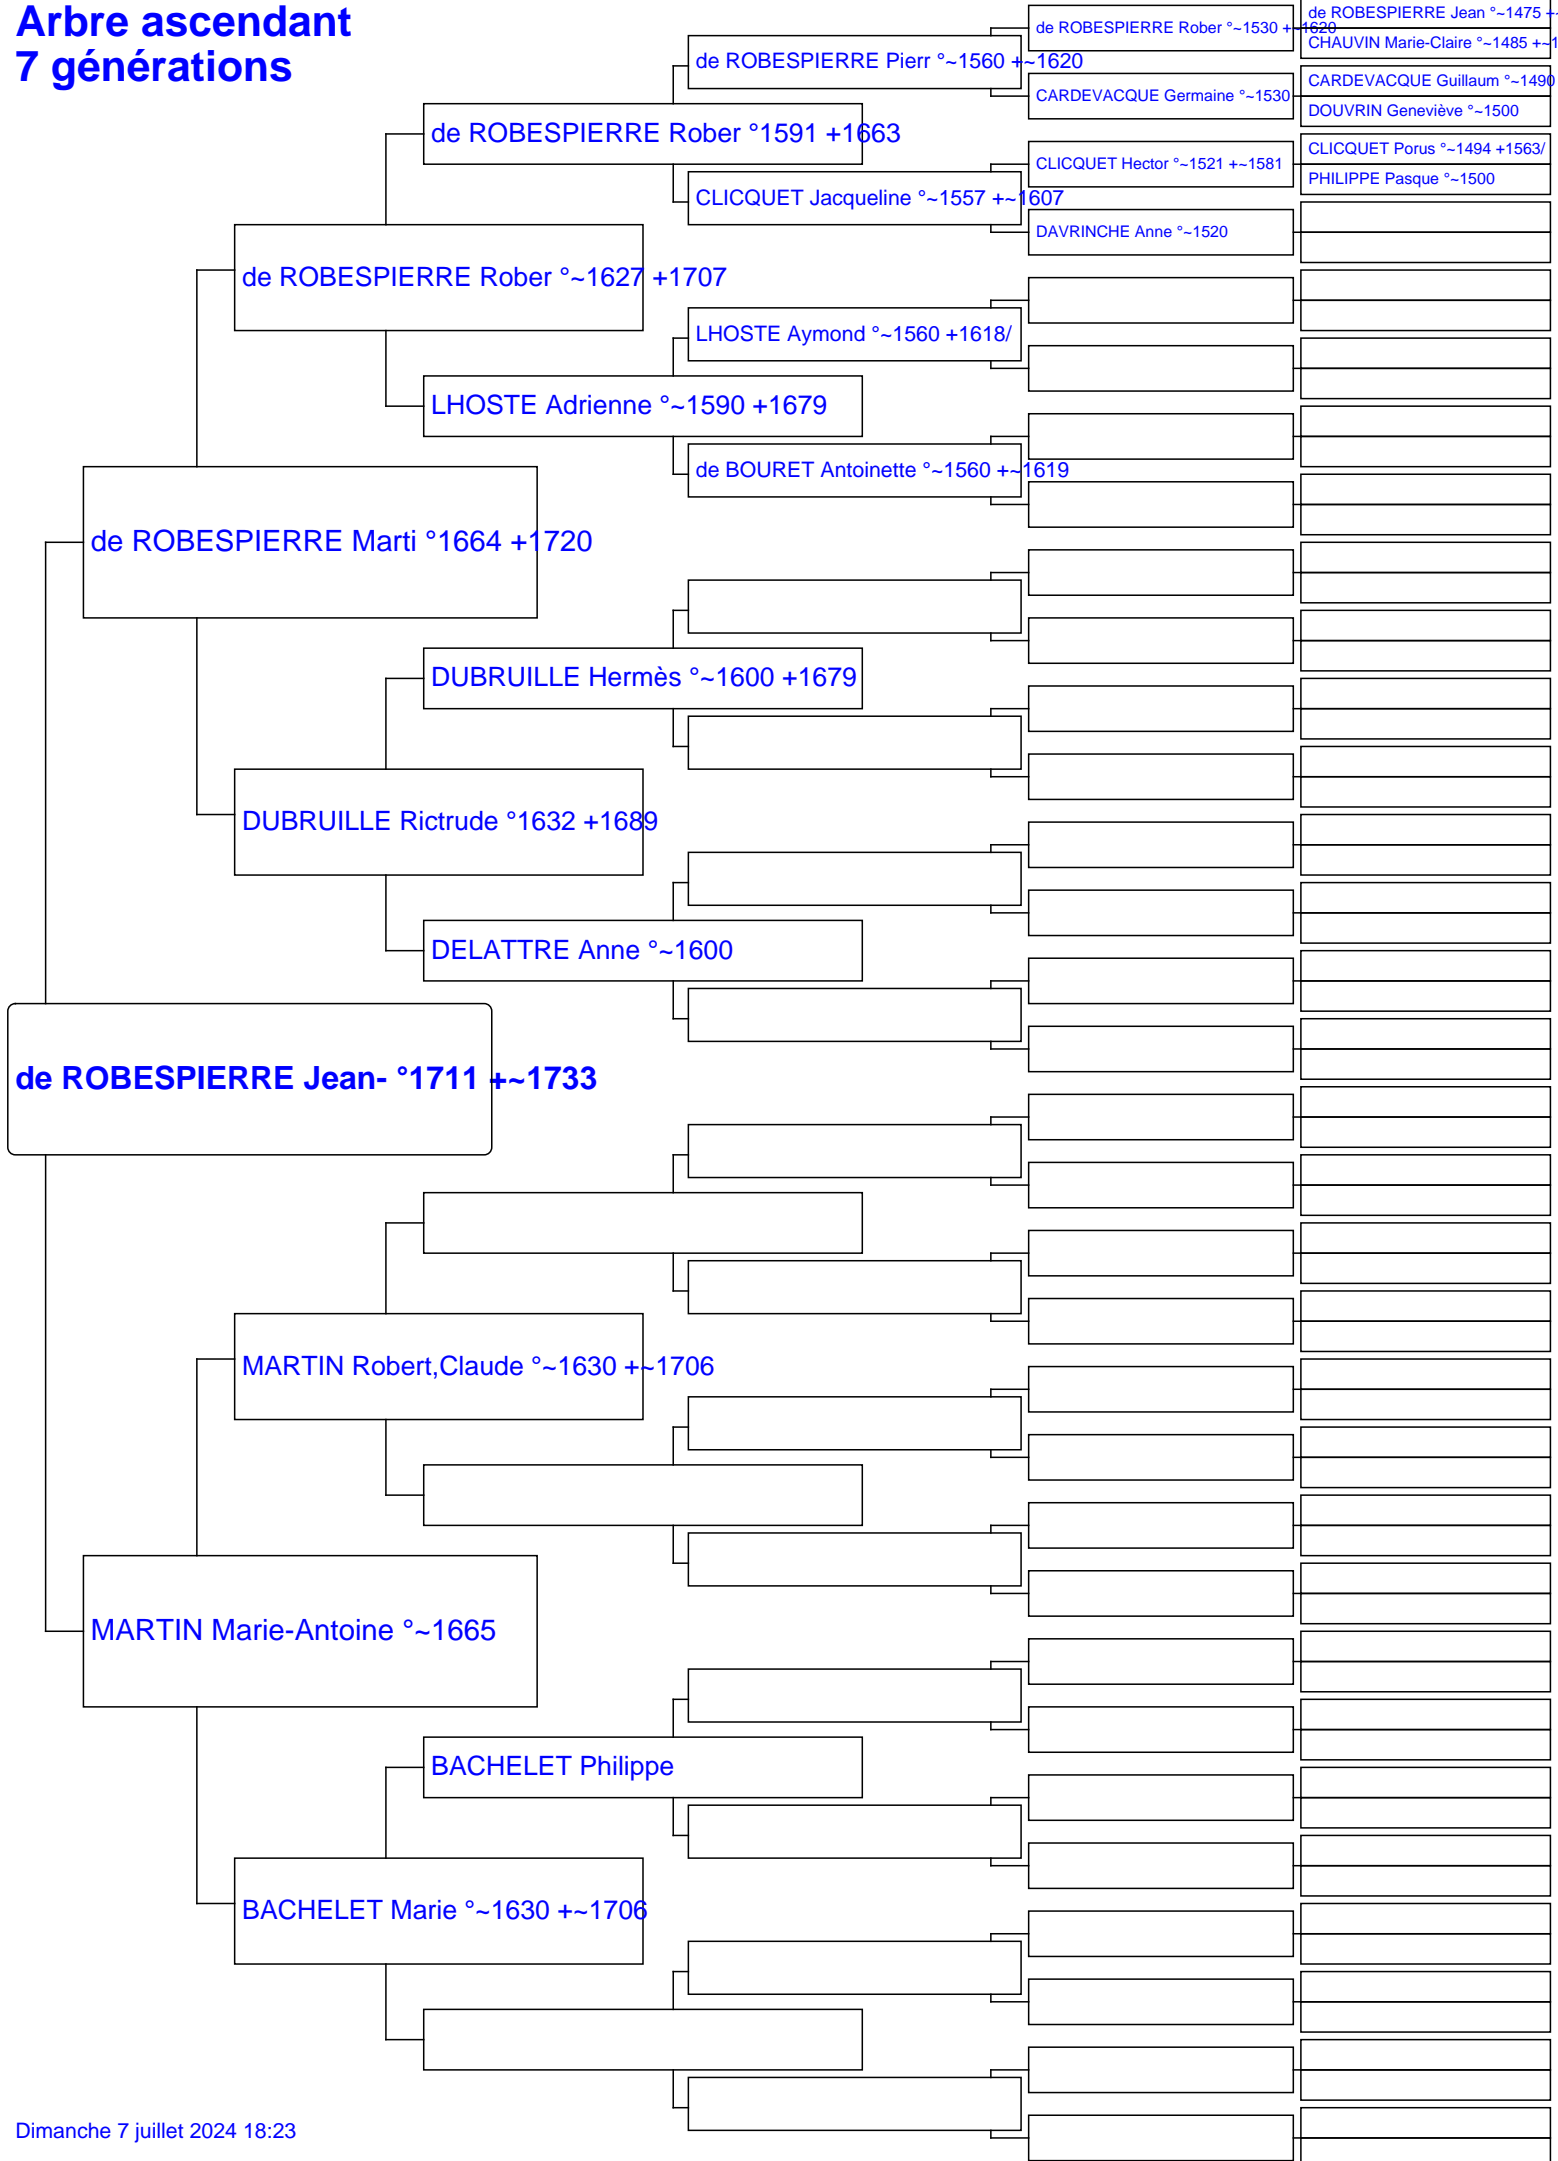 Arbre ascendant
7 générations
de ROBESPIERRE Jean °~1475 +~
de ROBESPIERRE Rober °~1530 +~1620
CHAUVIN Marie-Claire °~1485 +~1
de ROBESPIERRE Pierr °~1560 +~1620
CARDEVACQUE Guillaum °~1490
CARDEVACQUE Germaine °~1530
DOUVRIN Geneviève °~1500
de ROBESPIERRE Rober °1591 +1663
CLICQUET Porus °~1494 +1563/
CLICQUET Hector °~1521 +~1581
PHILIPPE Pasque °~1500
CLICQUET Jacqueline °~1557 +~1607
DAVRINCHE Anne °~1520
de ROBESPIERRE Rober °~1627 +1707
LHOSTE Aymond °~1560 +1618/
LHOSTE Adrienne °~1590 +1679
de BOURET Antoinette °~1560 +~1619
de ROBESPIERRE Marti °1664 +1720
DUBRUILLE Hermès °~1600 +1679
DUBRUILLE Rictrude °1632 +1689
DELATTRE Anne °~1600
de ROBESPIERRE Jean- °1711 +~1733
MARTIN Robert,Claude °~1630 +~1706
MARTIN Marie-Antoine °~1665
BACHELET Philippe
BACHELET Marie °~1630 +~1706
Dimanche 7 juillet 2024 18:23